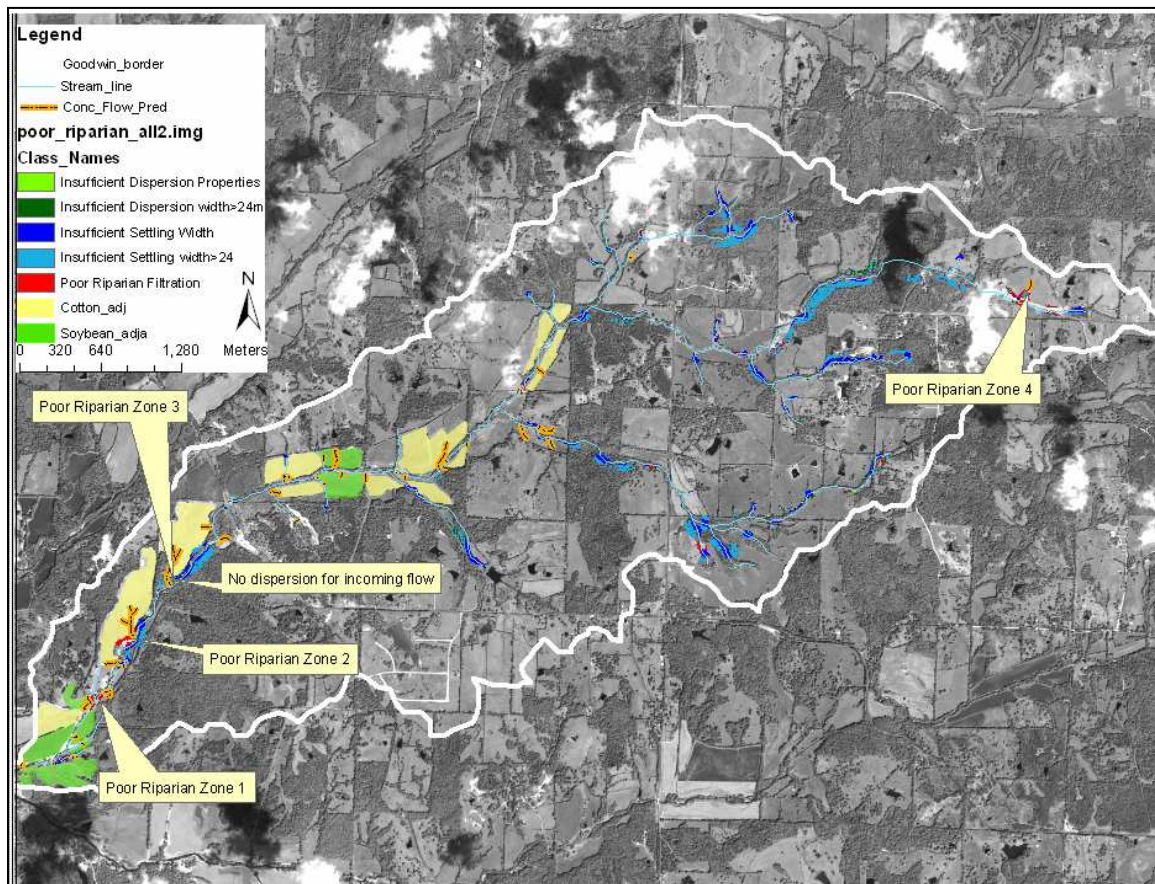 Legend
Goodwin_border
Stream_line
Conc_Flow_Pred
poor_riparian_all2.img
Class_Names
Insufficient Dispersion Properties
Insufficient Dispersion width>24m
Insufficient Settling Width
Insufficient Settling width>24
Poor Riparian Filtration
Cotton_adj
Soybean_adja
N
0 320 640 1,280 Meters
Poor Riparian Zone 3
Poor Riparian Zone 4
No dispersion for incoming flow
Poor Riparian Zone 2
Poor Riparian Zone 1